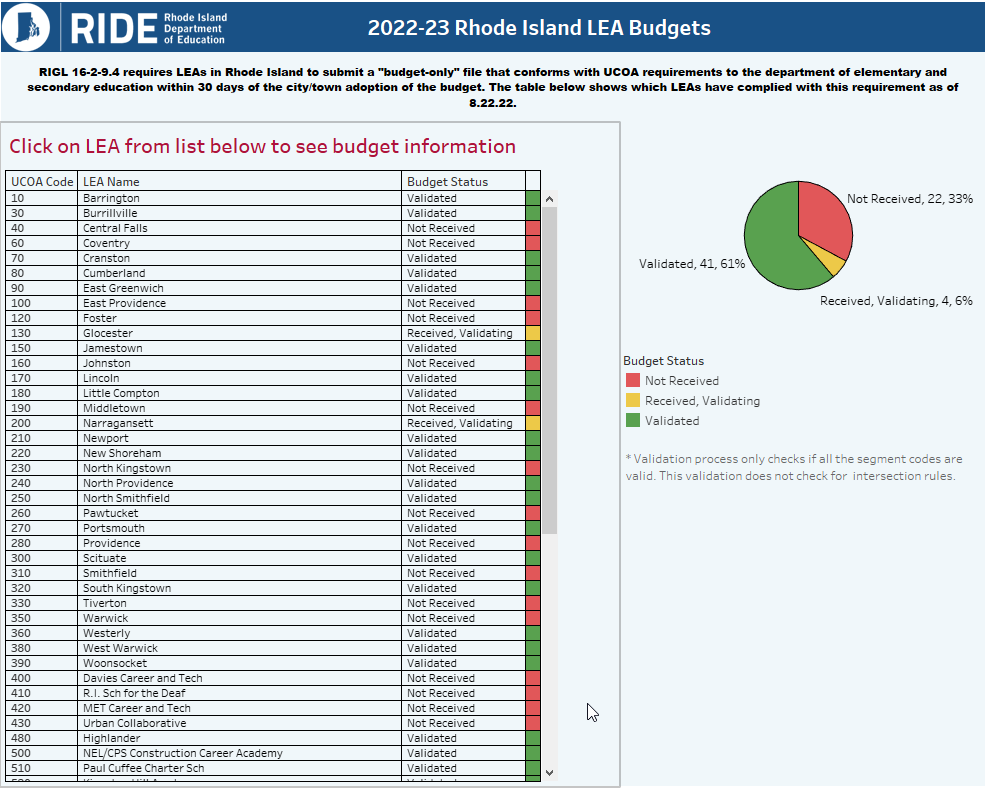 RIDE
Rhode Island
Department
of Education
2022-23 Rhode Island LEA Budgets
RIGL 16-2-9.4 requires LEAs in Rhode Island to submit a "budget-only" file that conforms with UCOA requirements to the department of elementary and
secondary education within 30 days of the city/town adoption of the budget. The table below shows which LEAs have complied with this requirement as of
8.22.22.
Click on LEA from list below to see budget information
UCOA Code LEA Name Budget Status
10 Barrington Validated
30 Burrillville Validated
40 Central Falls Not Received
60 Coventry Not Received
70 Cranston Validated
80 Cumberland Validated
90 East Greenwich Validated
100 East Providence Not Received
120 Foster Not Received
130 Glocester Received, Validating
150 Jamestown Validated
160 Johnston Not Received
170 Lincoln Validated
180 Little Compton Validated
190 Middletown Not Received
200 Narragansett Received, Validating
210 Newport Validated
220 New Shoreham Validated
230 North Kingstown Not Received
240 North Providence Validated
250 North Smithfield Validated
260 Pawtucket Not Received
270 Portsmouth Validated
280 Providence Not Received
300 Scituate Validated
310 Smithfield Not Received
320 South Kingstown Validated
330 Tiverton Not Received
350 Warwick Not Received
360 Westerly Validated
380 West Warwick Validated
390 Woonsocket Validated
400 Davies Career and Tech Not Received
410 R.I. Sch for the Deaf Not Received
420 MET Career and Tech Not Received
430 Urban Collaborative Not Received
480 Highlander Validated
500 NEL/CPS Construction Career Academy Validated
510 Paul Cuffee Charter Sch Validated
Not Received, 22, 33%
Validated, 41, 61%
Received, Validating, 4, 6%
Budget Status
Not Received
Received, Validating
Validated
* Validation process only checks if all the segment codes are
valid. This validation does not check for intersection rules.